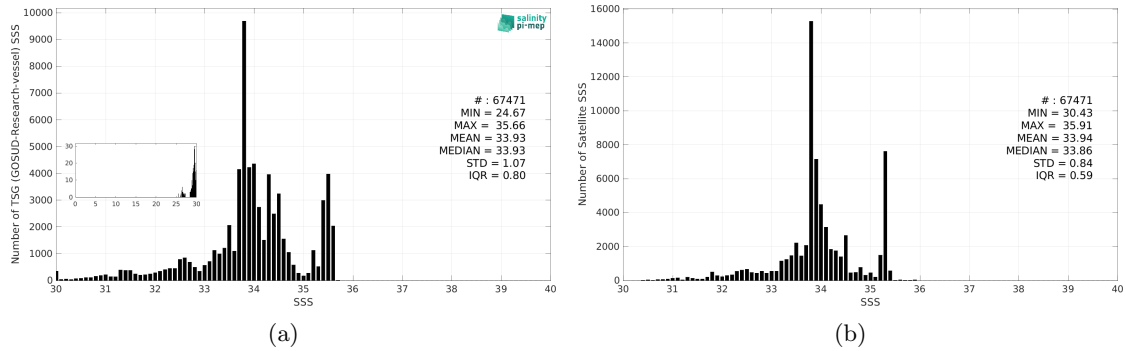 salinity
pi-mep
Number of TSG (GOSUD-Research-vessel) SSS
10000
9000
8000
7000
6000
5000
4000
3000
2000
1000
0
30 31 32 33 34 35 36 37 38 39 40
SSS
# : 67471
MIN = 24.67
MAX = 35.66
MEAN = 33.93
MEDIAN = 33.93
STD = 1.07
IQR = 0.80
30
20
10
0
0 5 10 15 20 25 30
(a)
Number of Satellite SSS
16000
14000
12000
10000
8000
6000
4000
2000
0
30 31 32 33 34 35 36 37 38 39 40
SSS
# : 67471
MIN = 30.43
MAX = 35.91
MEAN = 33.94
MEDIAN = 33.86
STD = 0.84
IQR = 0.59
(b)